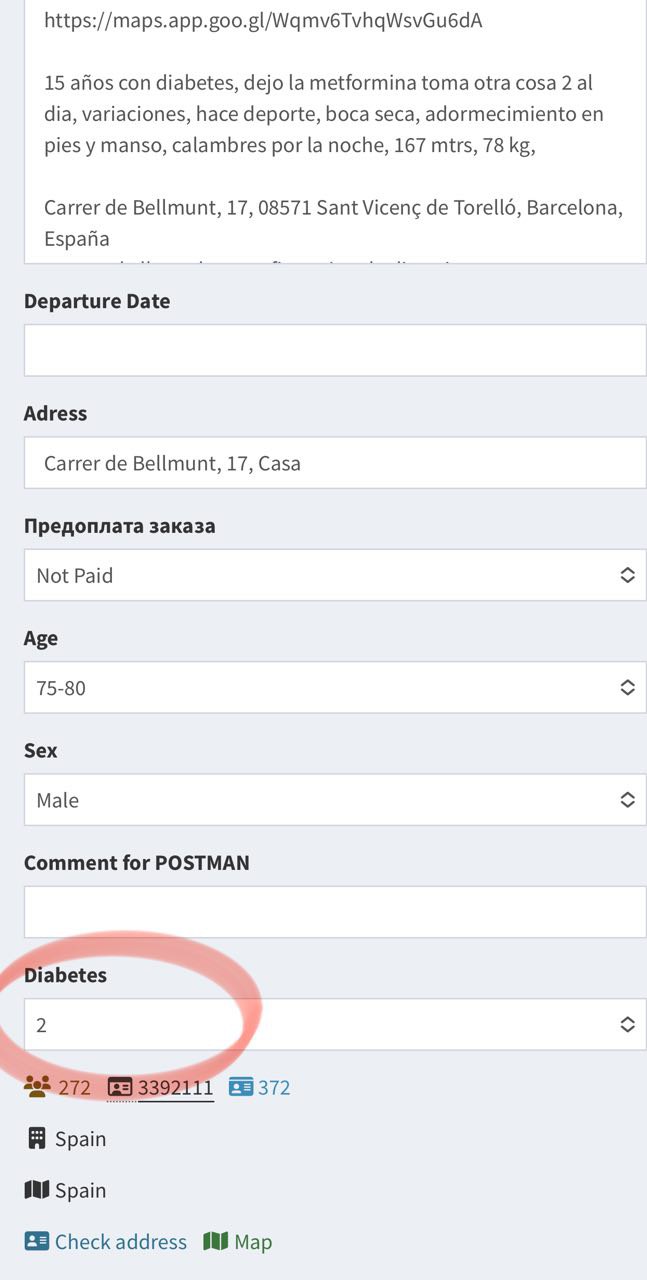 https://maps.app.goo.gl/Wqmv6TvhqWsvGu6dA
15 años con diabetes, dejo la metformina toma otra cosa 2 al
dia, variaciones, hace deporte, boca seca, adormecimiento en
pies y manso, calambres por la noche, 167 mtrs, 78 kg,
Carrer de Bellmunt, 17, 08571 Sant Vicenç de Torelló, Barcelona,
España
Departure Date
Adress
Carrer de Bellmunt, 17, Casa
Предоплата заказа
Not Paid
Age
75-80
Sex
Male
Comment for POSTMAN
Diabetes
2
272 3392111 372
Spain
Spain
Check address Map